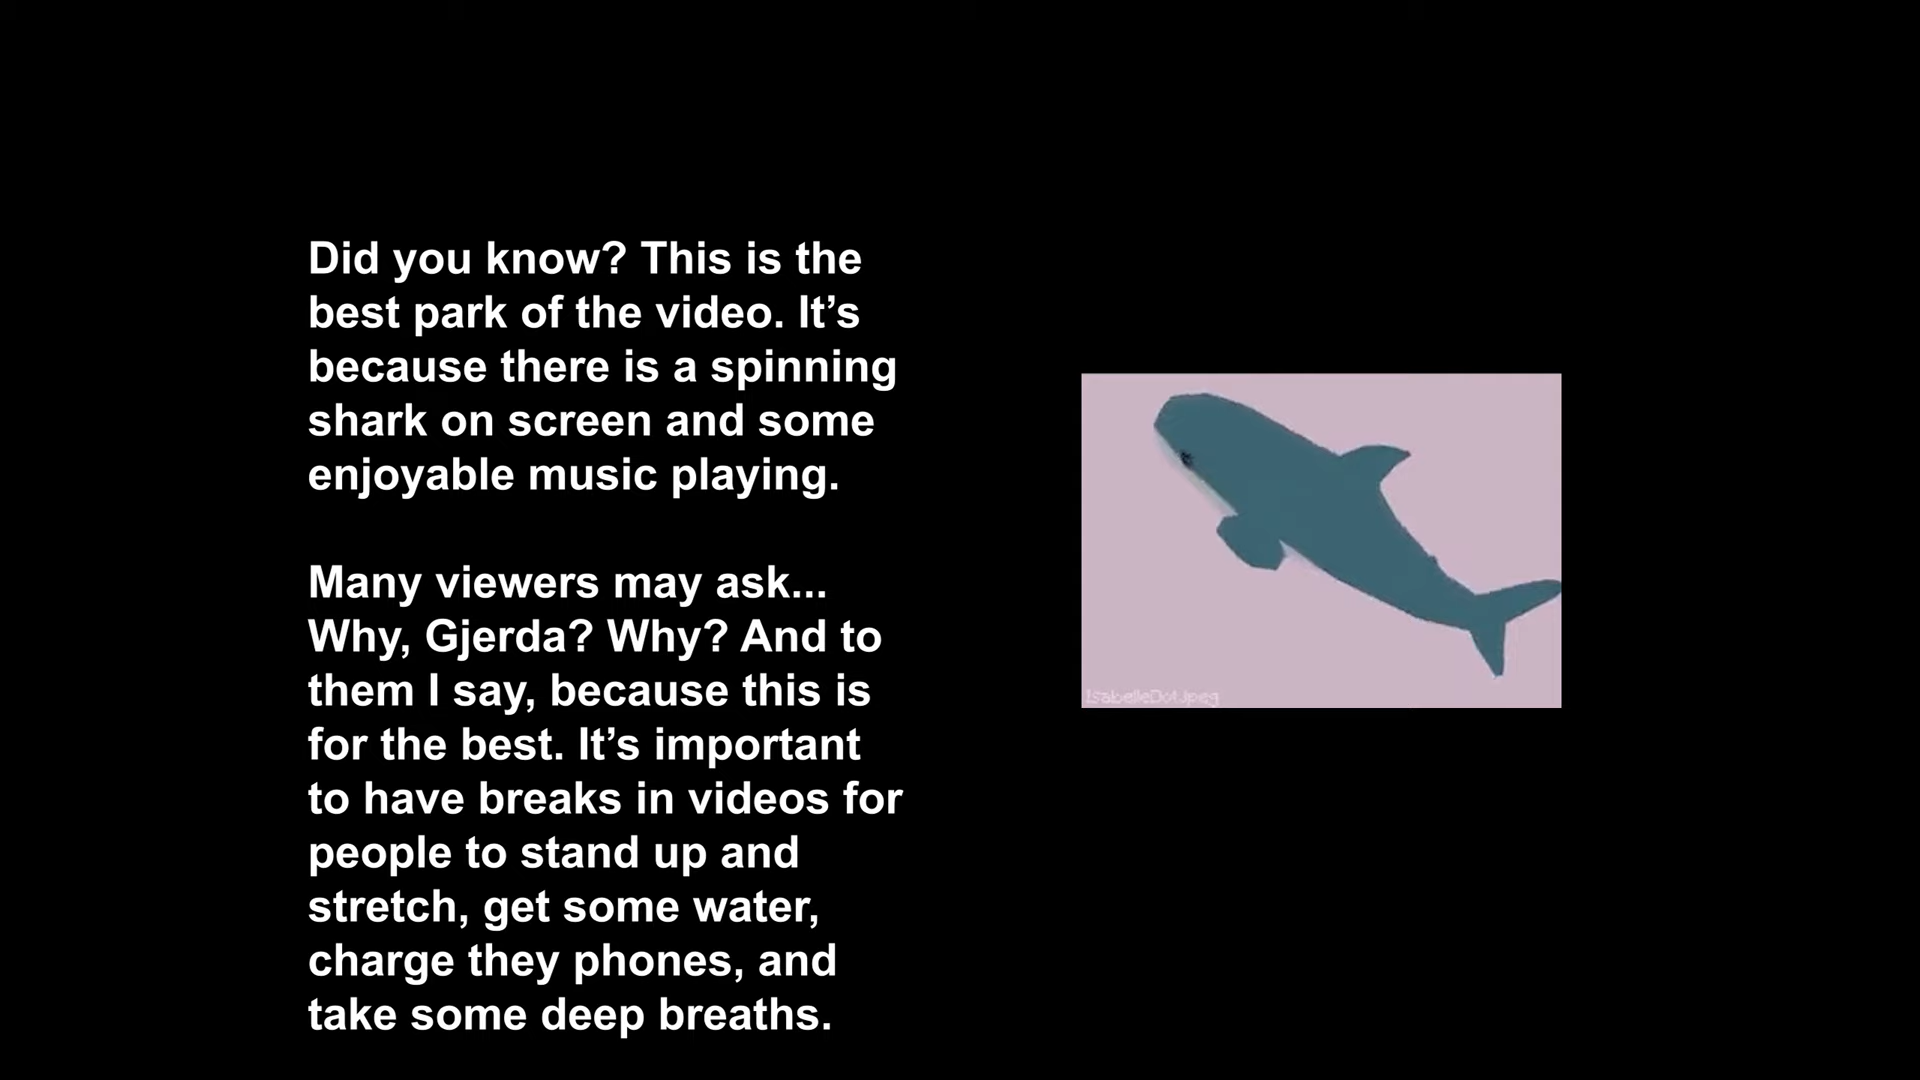 Did you know? This is the
best park of the video. It’s
because there is a spinning
shark on screen and some
enjoyable music playing.
Many viewers may ask...
Why, Gjerda? Why? And to
them I say, because this is
for the best. It’s important
to have breaks in videos for
people to stand up and
stretch, get some water,
charge they phones, and
take some deep breaths.
IsabelleDotJpeg